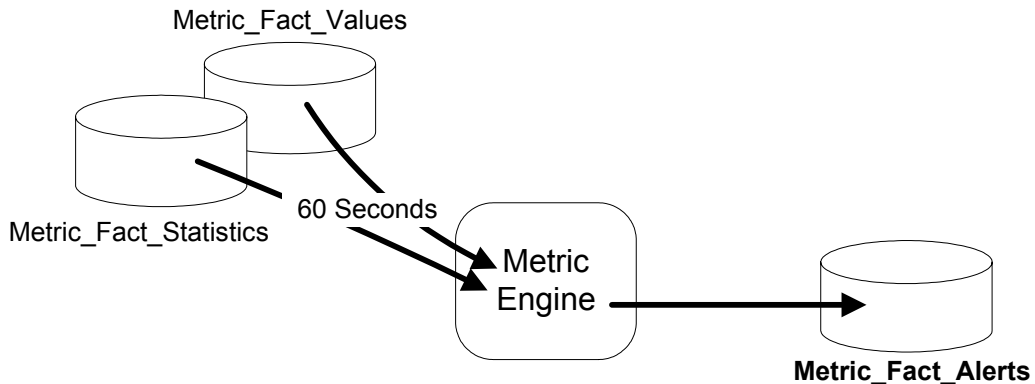 Metric_Fact_Values
Metric_Fact_Statistics
60 Seconds
Metric
Engine
Metric_Fact_Alerts